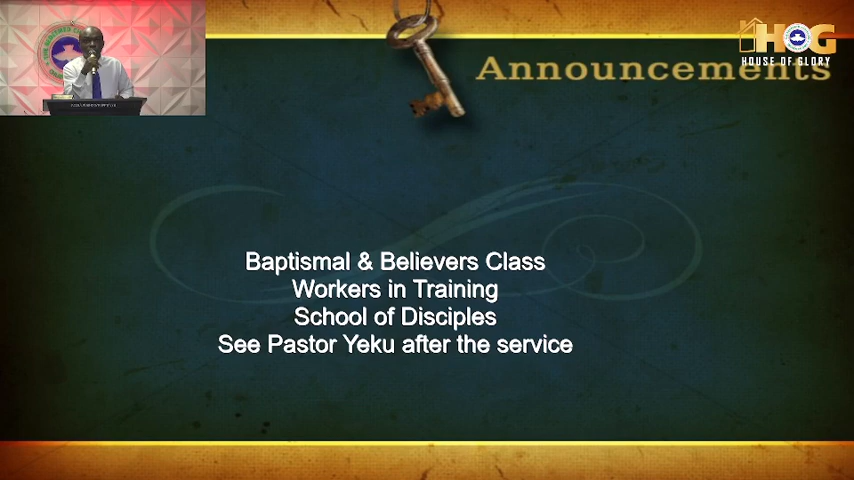 HOG
HOUSE OF GLORY
Announcements
Baptismal & Believers Class
Workers in Training
School of Disciples
See Pastor Yeku after the service